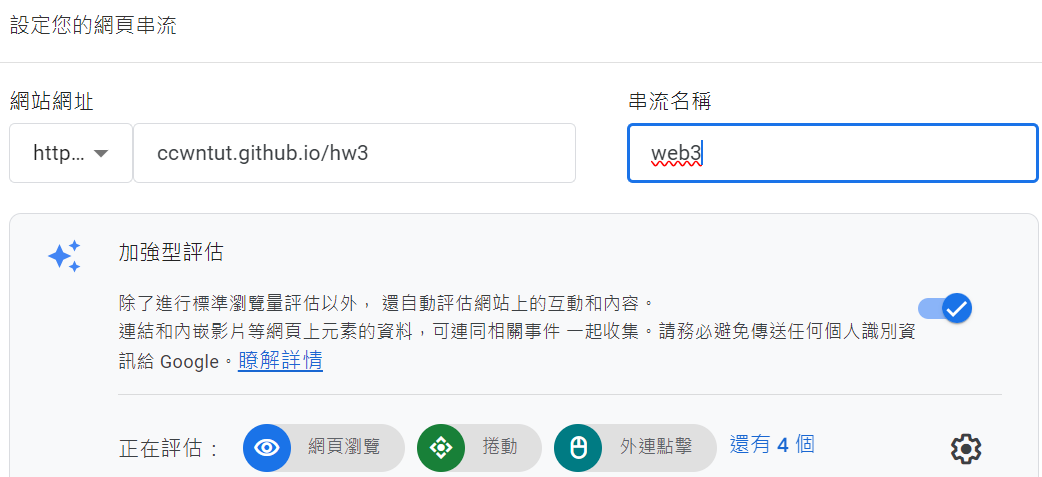 設定您的網頁串流
網站網址
串流名稱
http...
ccwntut.github.io/hw3
web3
加強型評估
除了進行標準瀏覽量評估以外， 還自動評估網站上的互動和內容。
連結和內嵌影片等網頁上元素的資料，可連同相關事件 一起收集。請務必避免傳送任何個人識別資
訊給 Google。瞭解詳情
正在評估： 網頁瀏覽 捲動 外連點擊 還有 4 個